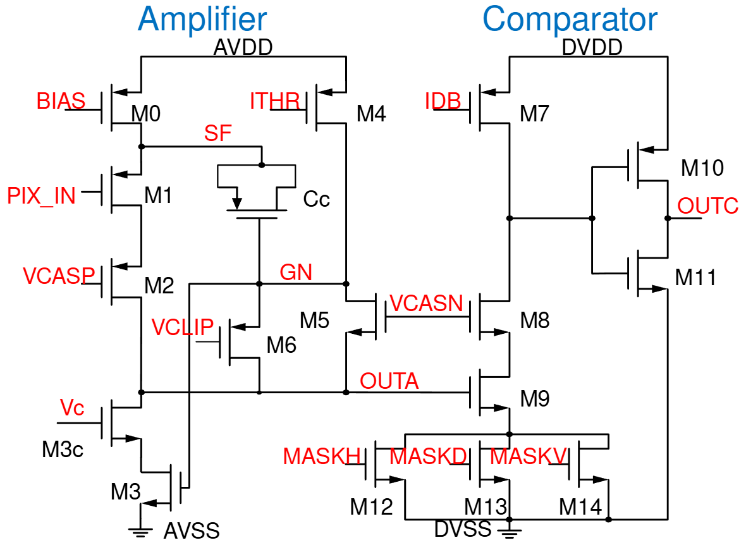 Amplifier Comparator
AVDD DVDD
BIAS M0 ITHR M4 IDB M7
SF
PIX_IN M1 Cc M10
OUTC
VCASP M2 GN M11
VCLIP M6 M5 VCASN M8
OUTA M9
Vc
M3c MASKH MASKD MASKV
M3 M12 M13 M14
AVSS DVSS